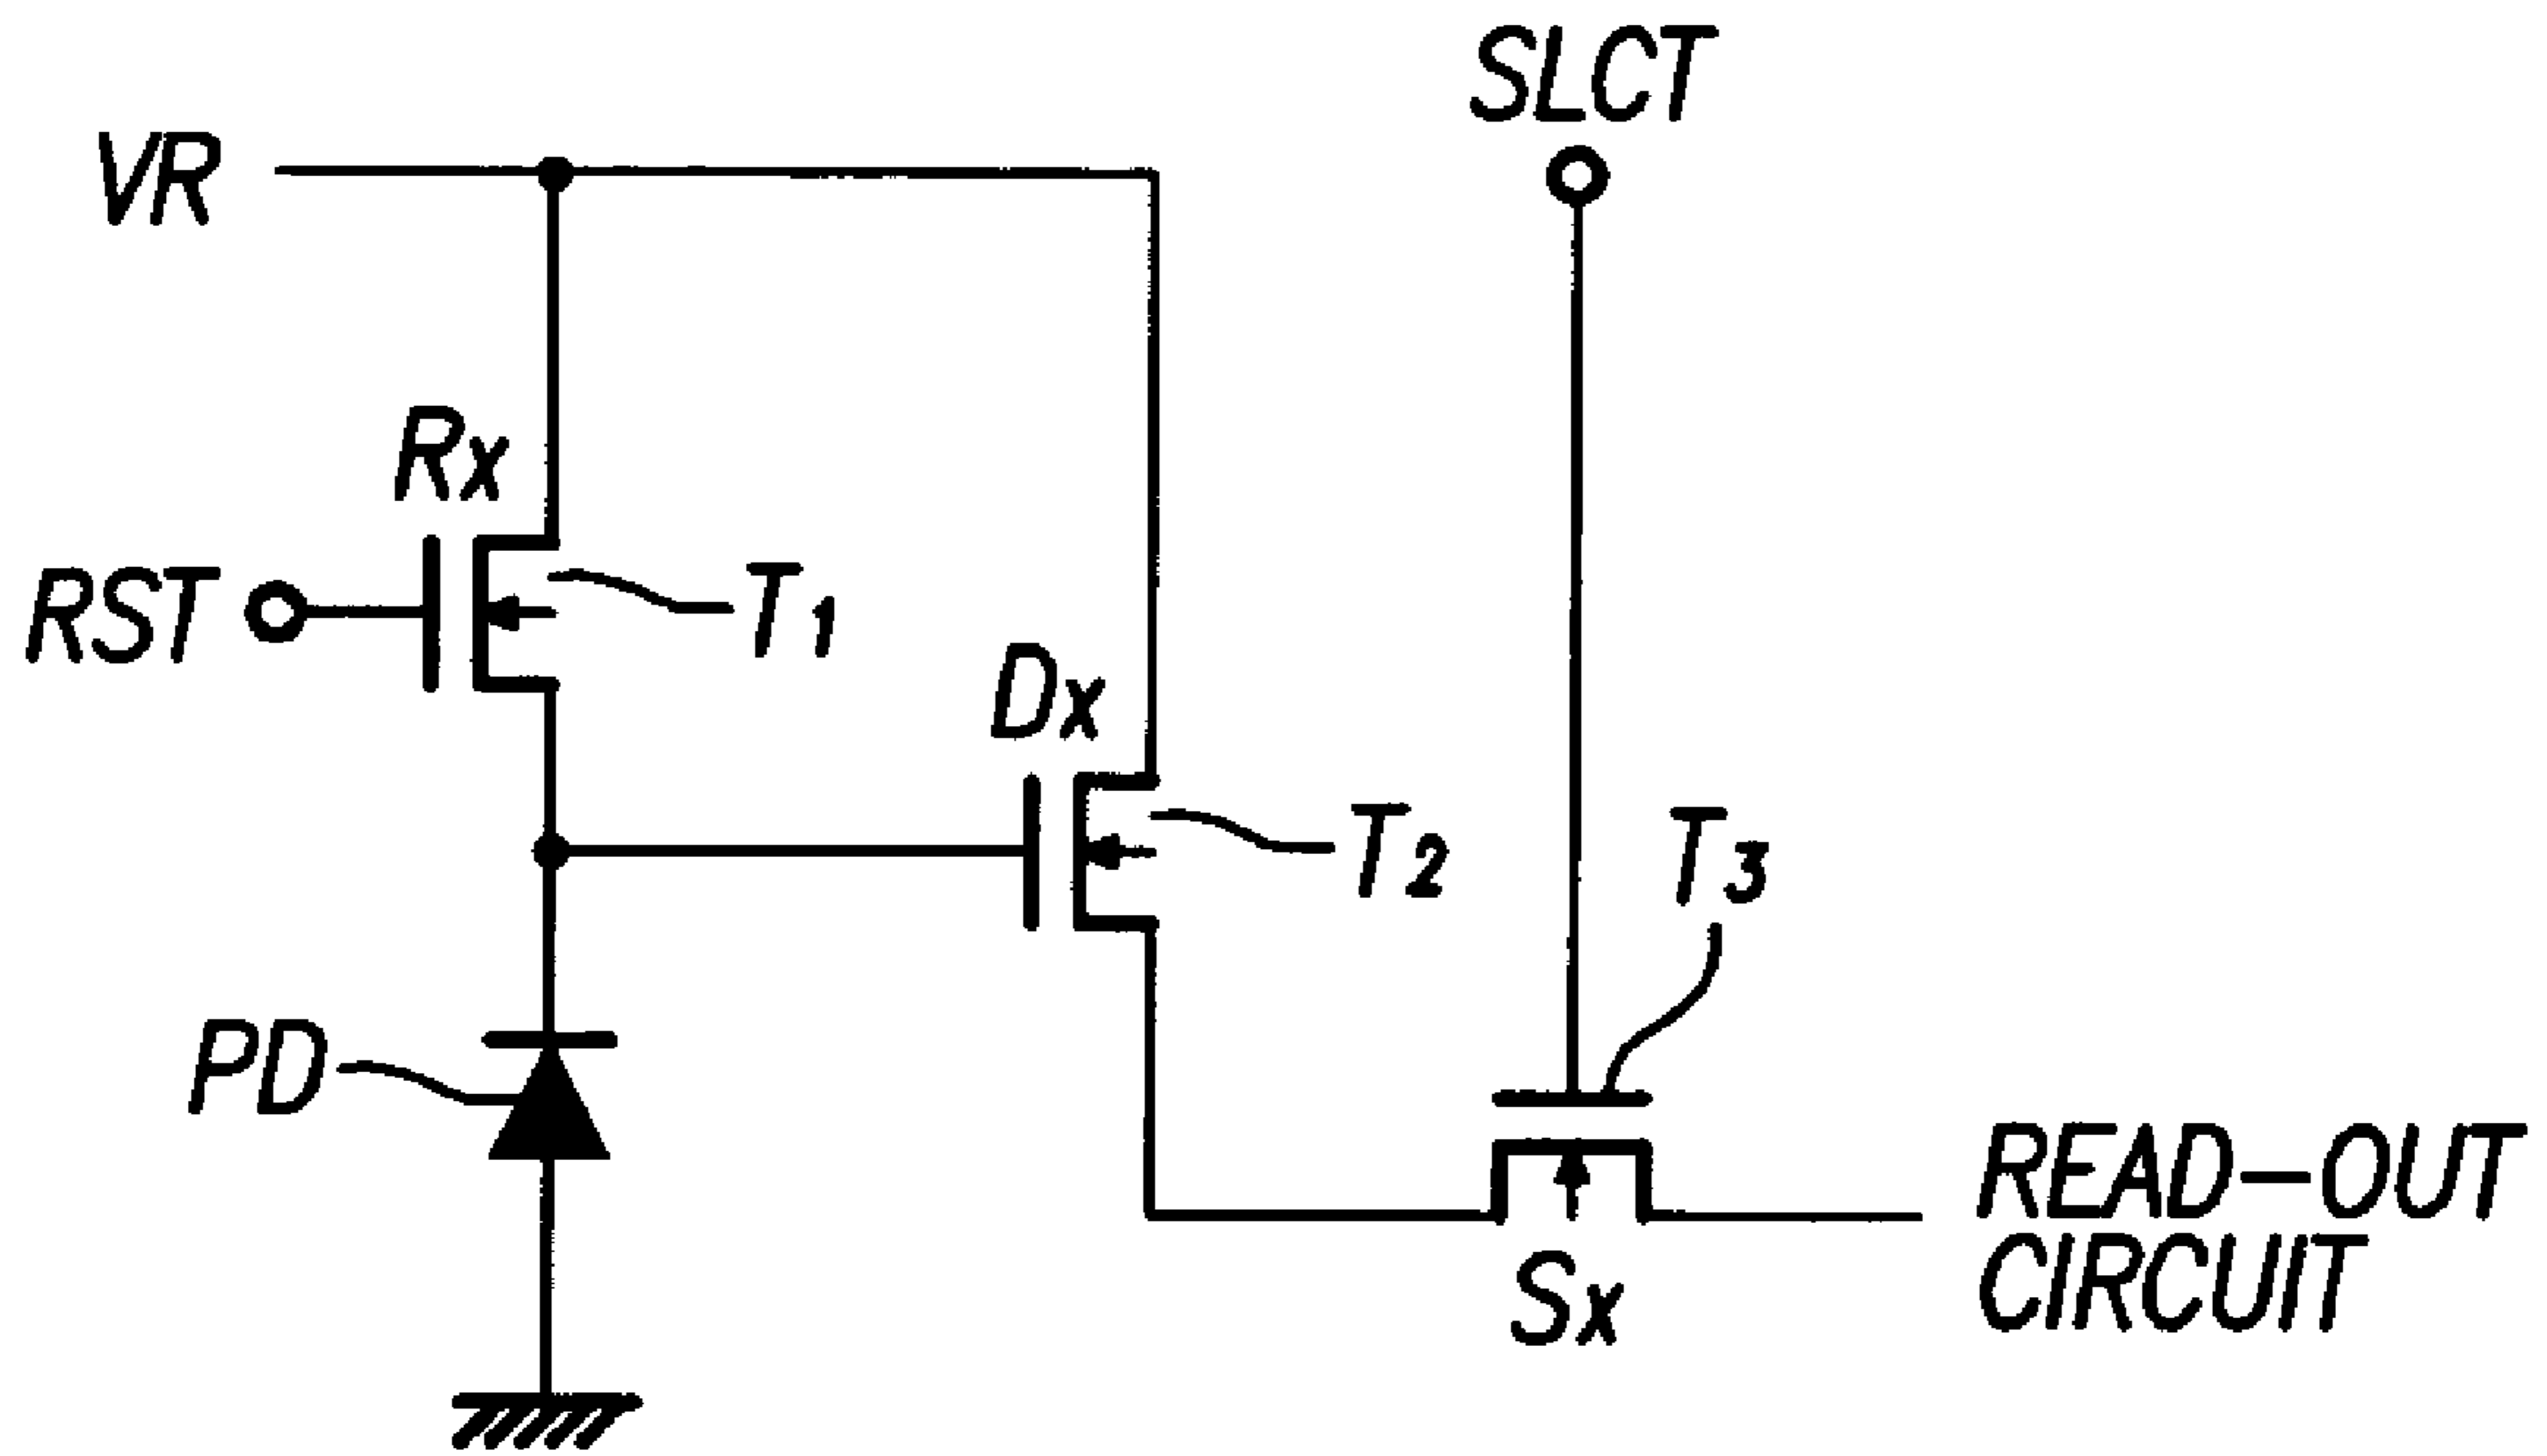 SLCT
VR
Rx
RST
T1
Dx
T2
T3
PD
READ-OUT
CIRCUIT
Sx